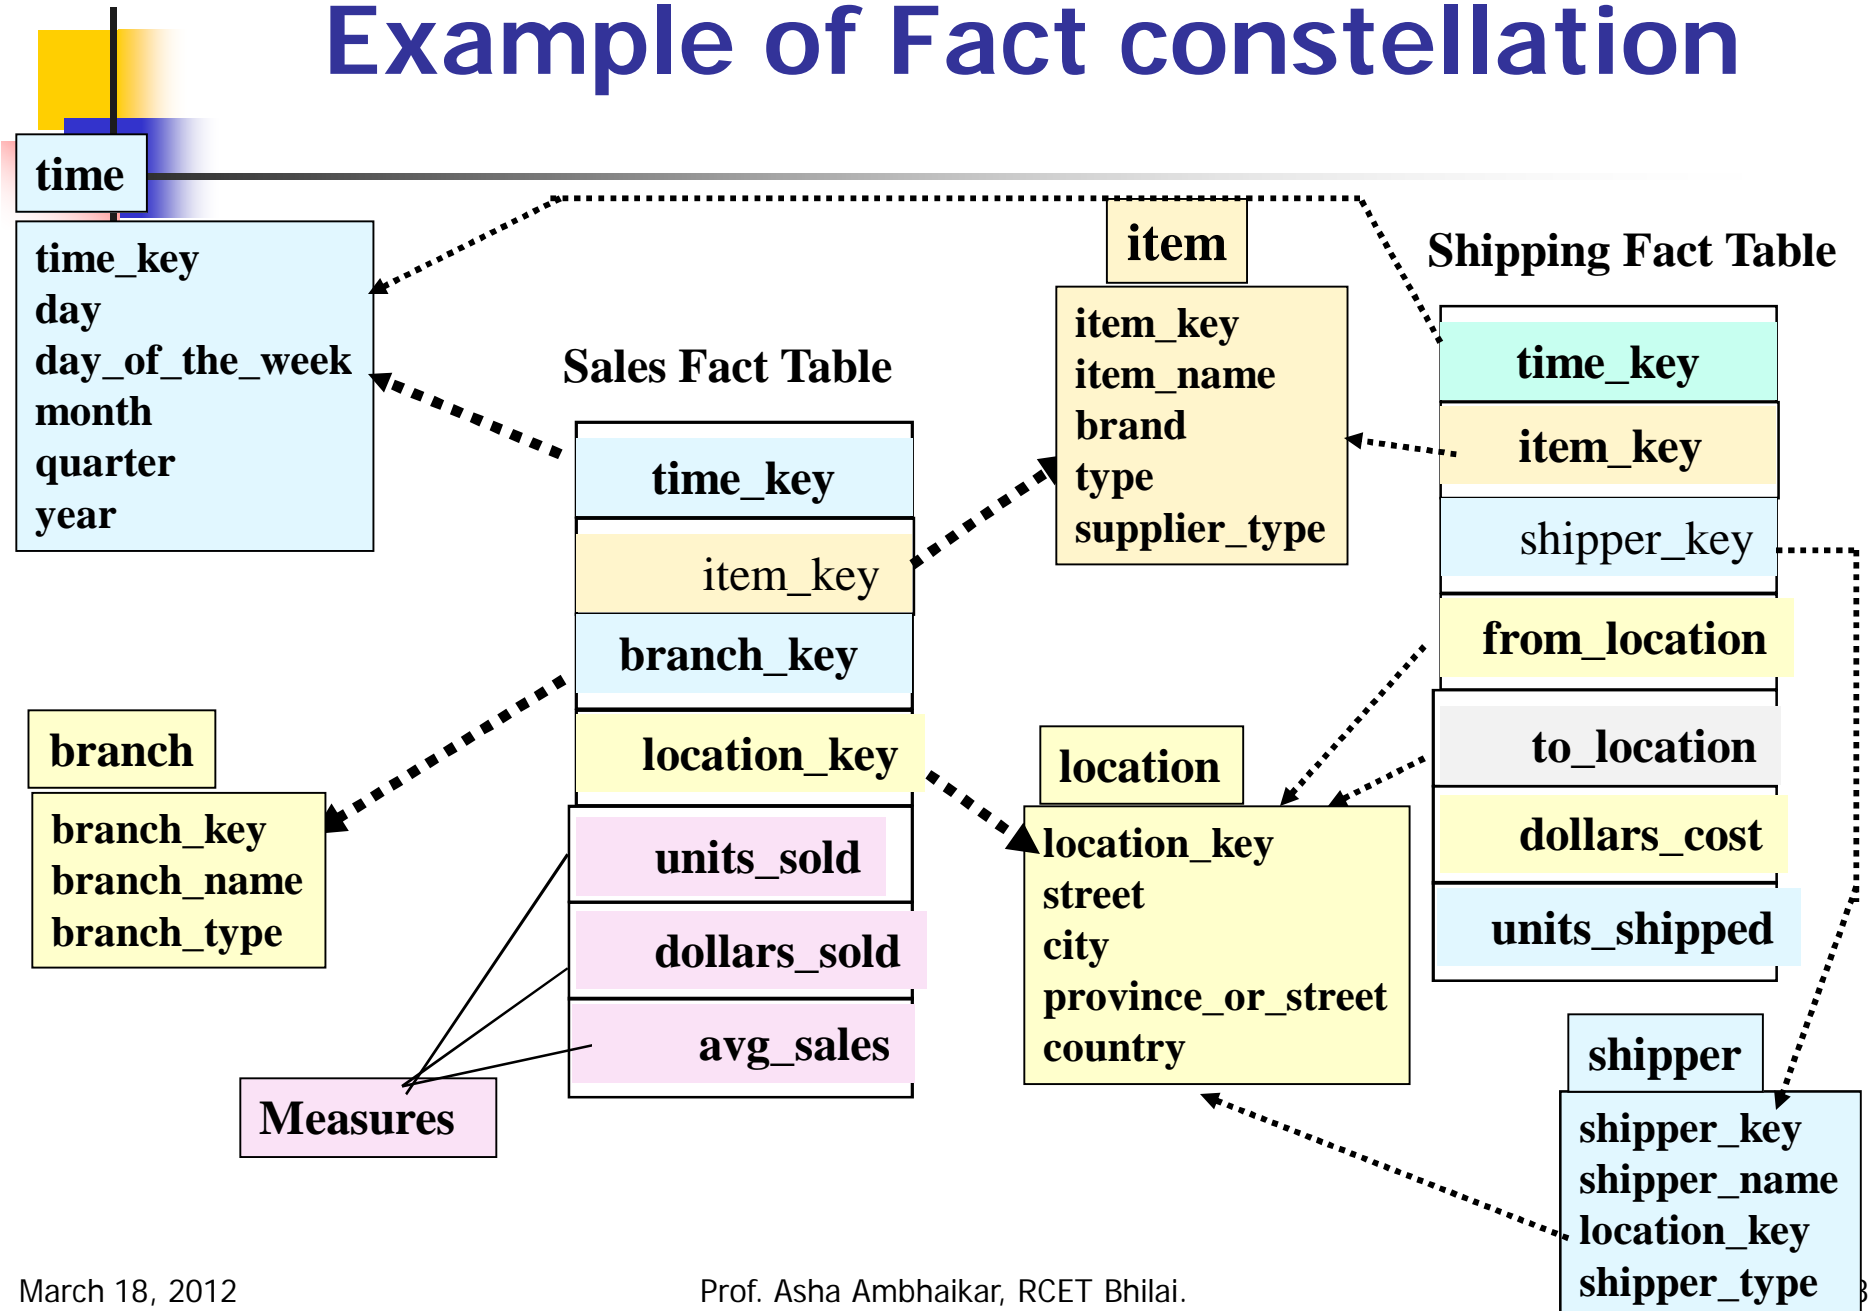 Example of Fact constellation
time
time_key
day
day_of_the_week
month
quarter
year
Sales Fact Table
time_key
item_key
branch_key
location_key
units_sold
dollars_sold
avg_sales
Measures
branch
branch_key
branch_name
branch_type
item
item_key
item_name
brand
type
supplier_type
location
location_key
street
city
province_or_street
country
Shipping Fact Table
time_key
item_key
shipper_key
from_location
to_location
dollars_cost
units_shipped
shipper
shipper_key
shipper_name
location_key
shipper_type
March 18, 2012
Prof. Asha Ambhaikar, RCET Bhilai.